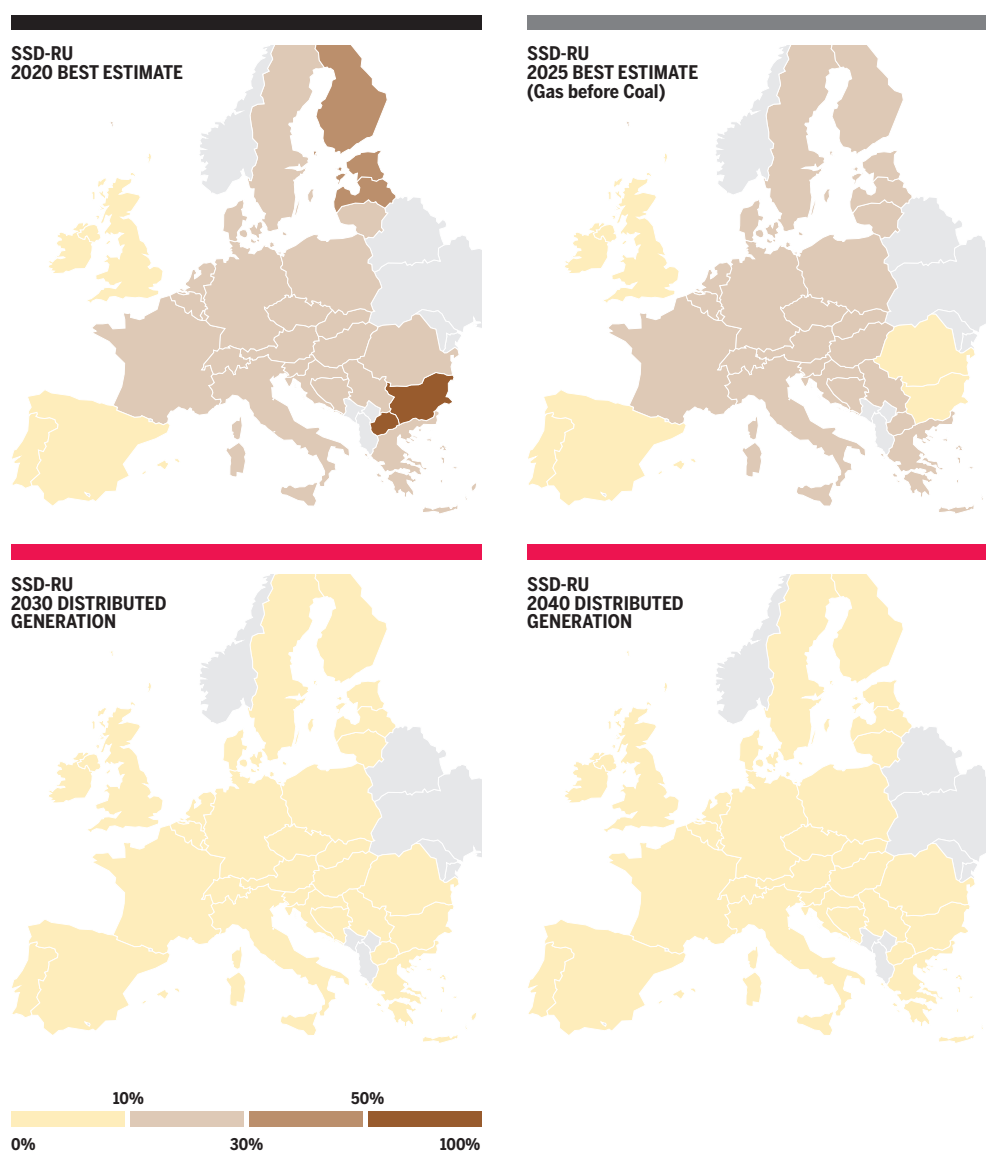 SSD-RU
2020 BEST ESTIMATE
SSD-RU
2025 BEST ESTIMATE
(Gas before Coal)
SSD-RU
2030 DISTRIBUTED
GENERATION
SSD-RU
2040 DISTRIBUTED
GENERATION
10% 50%
0% 30% 100%